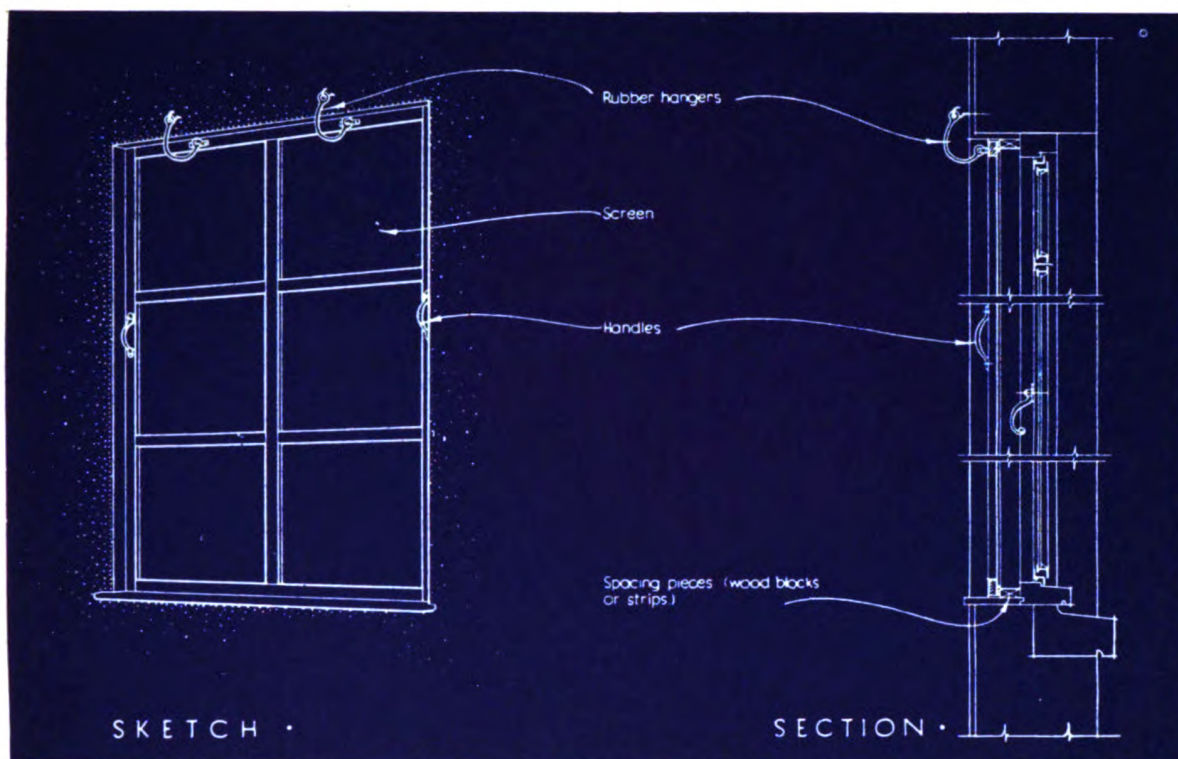 Rubber hangers
Screen
Handles
Spacing pieces (wood blocks
or strips.)
SKETCH ·
SECTION ·